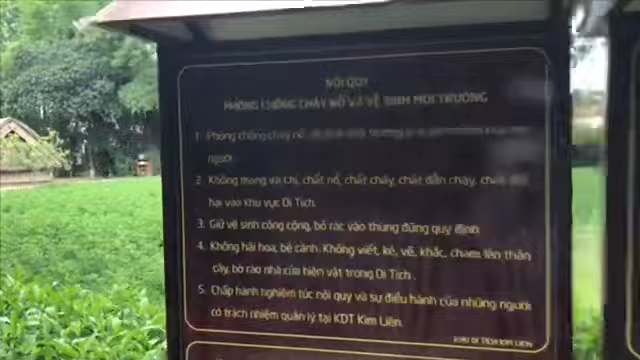 NỘI QUY
PHÒNG CHỐNG CHÁY NỔ VÀ VỆ SINH MÔI TRƯỜNG
1. Phòng chống cháy nổ
người.
2. Không mang vũ khí, chất nổ, chất cháy, chất dẫn cháy, chất
hại vào khu vực Di Tích.
3. Giữ vệ sinh công cộng, bỏ rác vào thùng đúng quy định.
4. Không hái hoa, bẻ cành. Không viết, kẻ, vẽ, khắc, chạm lên thân
cây, bờ rào nhà của hiện vật trong Di Tích.
5. Chấp hành nghiêm túc nội quy và sự điều hành của những người
có trách nhiệm quản lý tại KDT Kim Liên.
KHU DI TÍCH KIM LIÊN